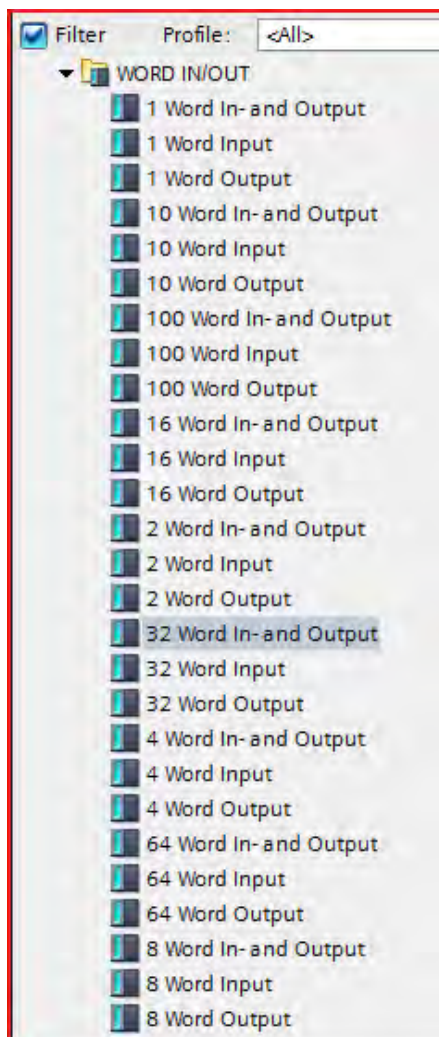 Filter Profile: <All>
WORD IN/OUT
1 Word In- and Output
1 Word Input
1 Word Output
10 Word In- and Output
10 Word Input
10 Word Output
100 Word In- and Output
100 Word Input
100 Word Output
16 Word In- and Output
16 Word Input
16 Word Output
2 Word In- and Output
2 Word Input
2 Word Output
32 Word In- and Output
32 Word Input
32 Word Output
4 Word In- and Output
4 Word Input
4 Word Output
64 Word In- and Output
64 Word Input
64 Word Output
8 Word In- and Output
8 Word Input
8 Word Output